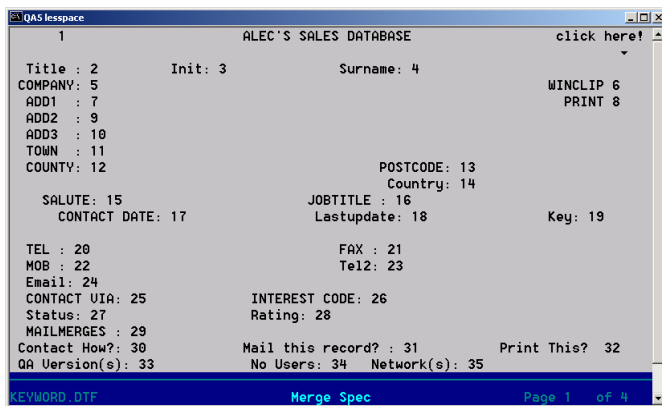 QA5 lesspace
1 ALEC'S SALES DATABASE click here!
Title : 2 Init: 3 Surname: 4
COMPANY: 5 WINCLIP 6
ADD1 : 7 PRINT 8
ADD2 : 9
ADD3 : 10
TOWN : 11
COUNTY: 12 POSTCODE: 13
Country: 14
SALUTE: 15 JOBTITLE : 16
CONTACT DATE: 17 Lastupdate: 18 Key: 19
TEL : 20 FAX : 21
MOB : 22 Tel2: 23
Email: 24
CONTACT VIA: 25 INTEREST CODE: 26
Status: 27 Rating: 28
MAILMERGES : 29
Contact How?: 30 Mail this record? : 31 Print This? 32
QA Version(s): 33 No Users: 34 Network(s): 35
KEYWORD.DTF Merge Spec Page 1 of 4